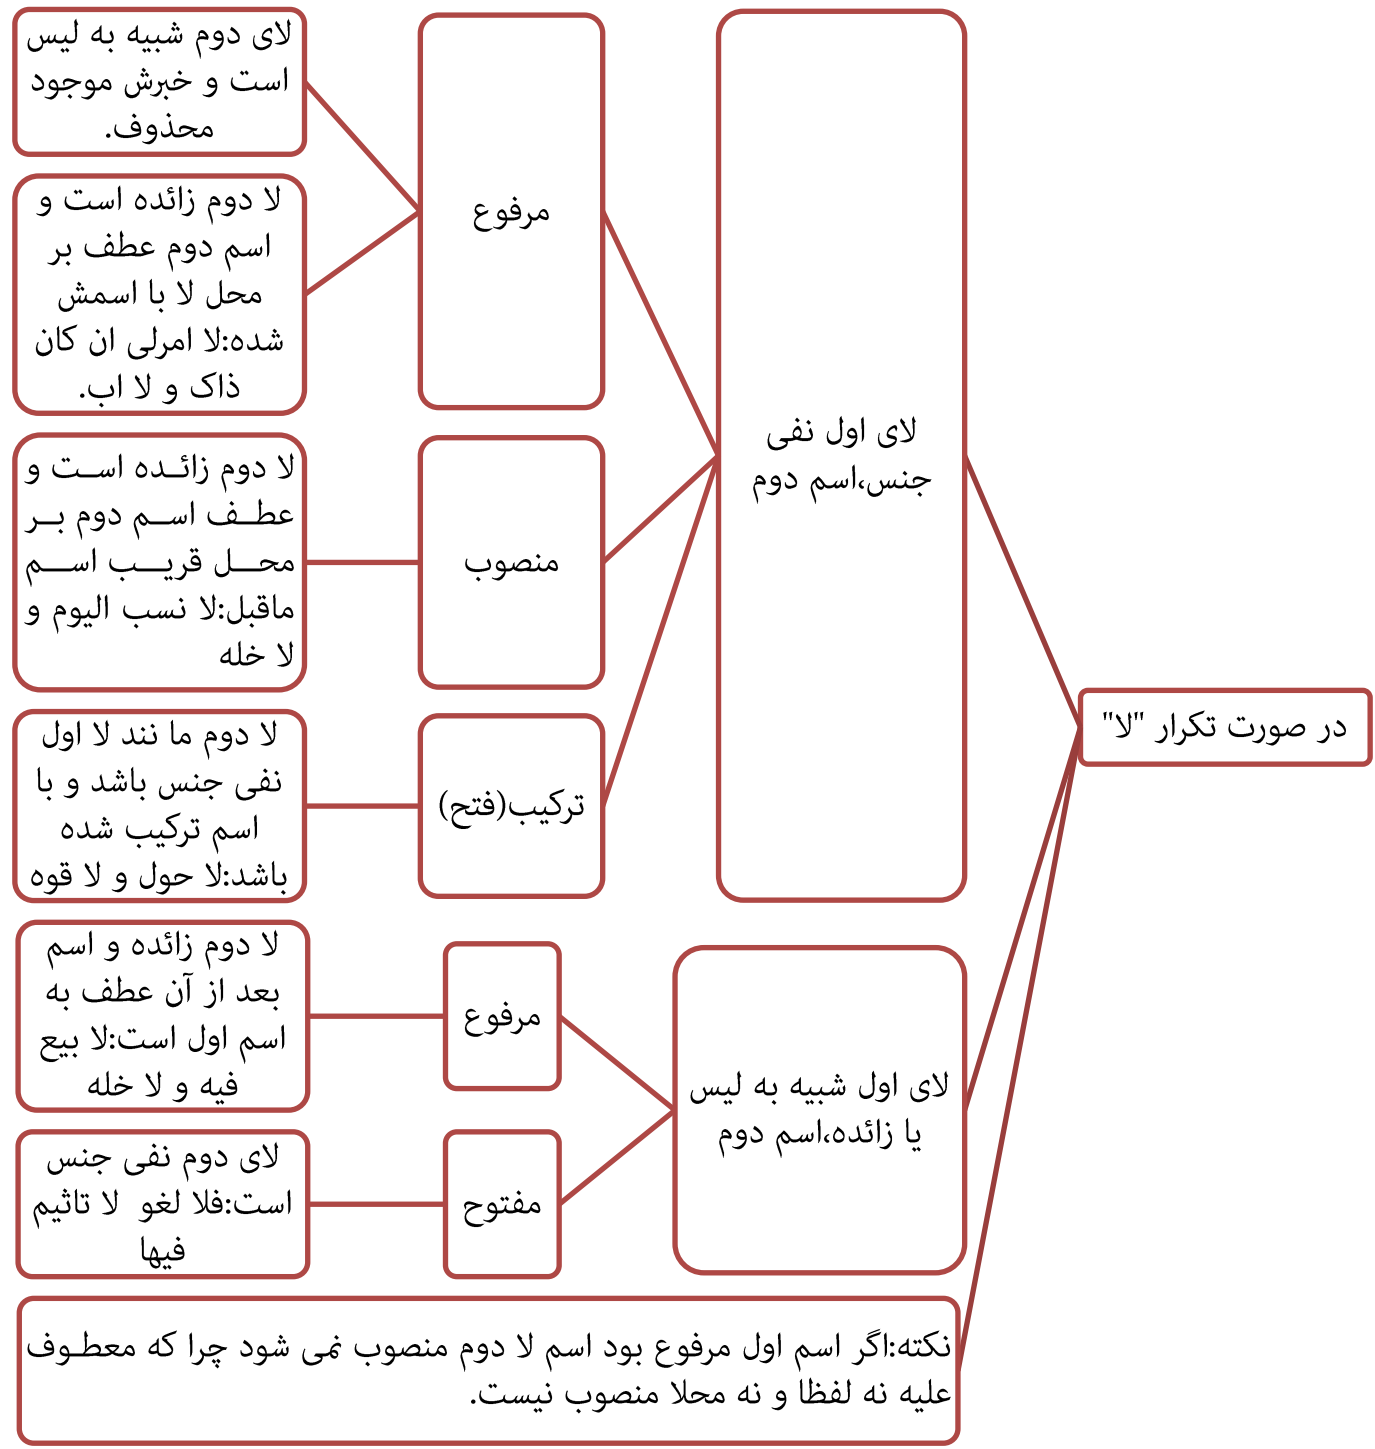 در صورت تکرار "لا"
لای اول نفی
جنس،اسم دوم
مرفوع
لای دوم شبیه به لیس
است و خبرش موجود
محذوف.
لا دوم زائده است و
اسم دوم عطف بر
محل لا با اسمش
شده:لا امرلی ان کان
ذاک و لا اب.
منصوب
لا دوم زائده است و
عطف اسم دوم بر
محل قریب اسم
ماقبل:لا نسب الیوم و
لا خله
ترکیب(فتح)
لا دوم ما نند لا اول
نفی جنس باشد و با
اسم ترکیب شده
باشد:لا حول و لا قوه
لای اول شبیه به لیس
یا زائده،اسم دوم
مرفوع
لا دوم زائده و اسم
بعد از آن عطف به
اسم اول است:لا بیع
فیه و لا خله
مفتوح
لای دوم نفی جنس
است:فلا لغو  لا تاثیم
فیها
نکته:اگر اسم اول مرفوع بود اسم لا دوم منصوب نمی شود چرا که معطوف
علیه نه لفظا و نه محلا منصوب نیست.